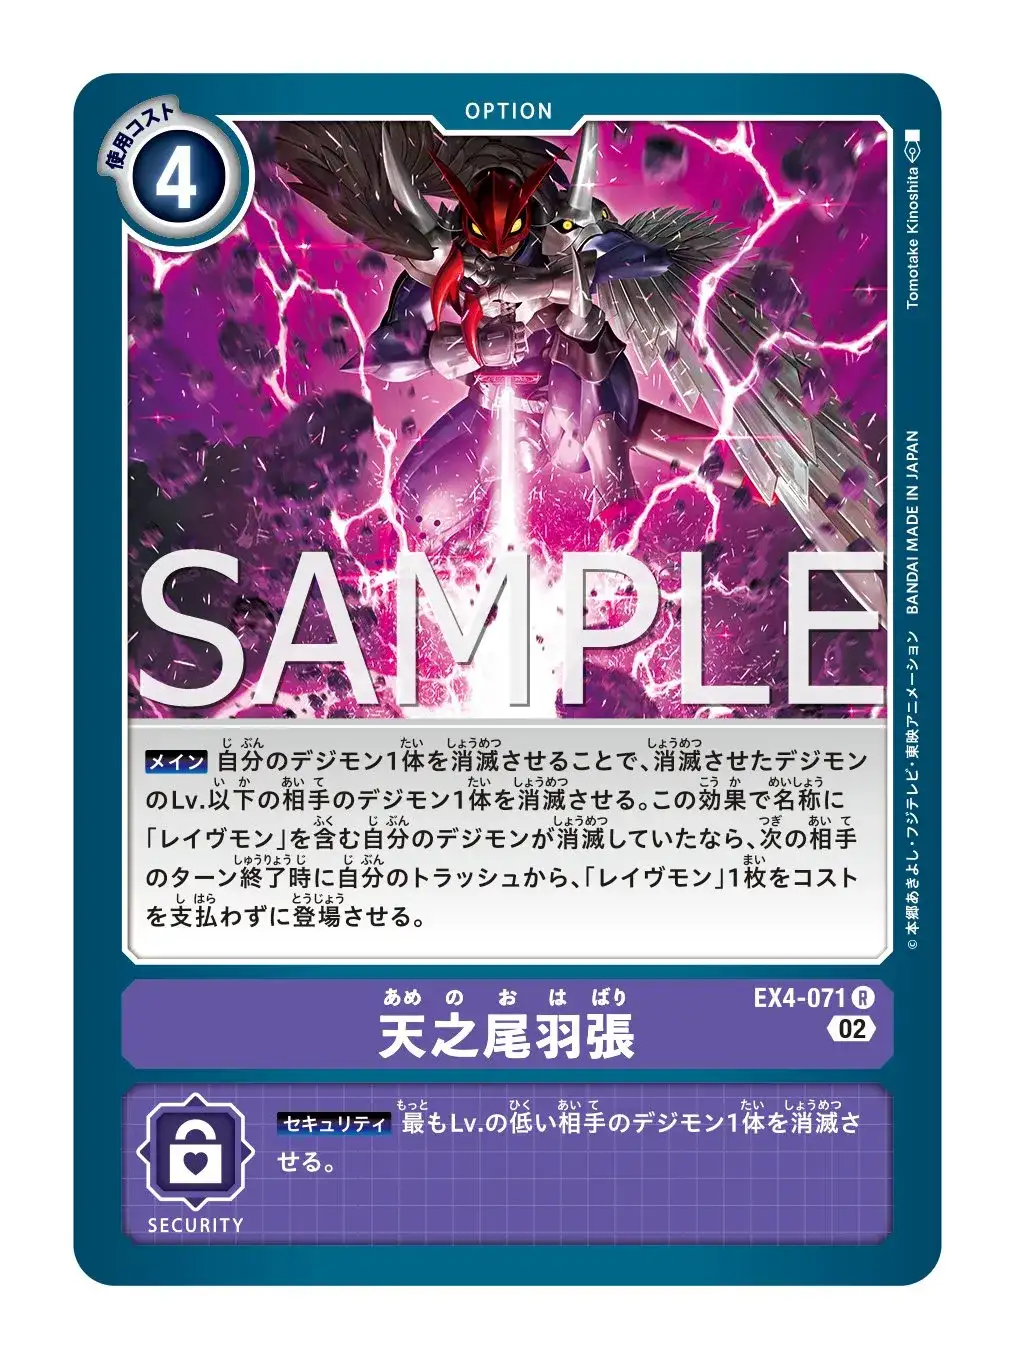 OPTION
使用コスト
4
Tomotake Kinoshita
SAMPLE
BANDAI MADE IN JAPAN
©本郷あきよし・フジテレビ・東映アニメーション
メイン 自分のデジモン1体を消滅させることで、消滅させたデジモン
のLv.以下の相手のデジモン1体を消滅させる。この効果で名称に
「レイヴモン」を含む自分のデジモンが消滅していたなら、次の相手
のターン終了時に自分のトラッシュから、「レイヴモン」1枚をコスト
を支払わずに登場させる。
あめのおはばり
天之尾羽張
EX4-071 R
02
セキュリティ 最もLv.の低い相手のデジモン1体を消滅さ
せる。
SECURITY